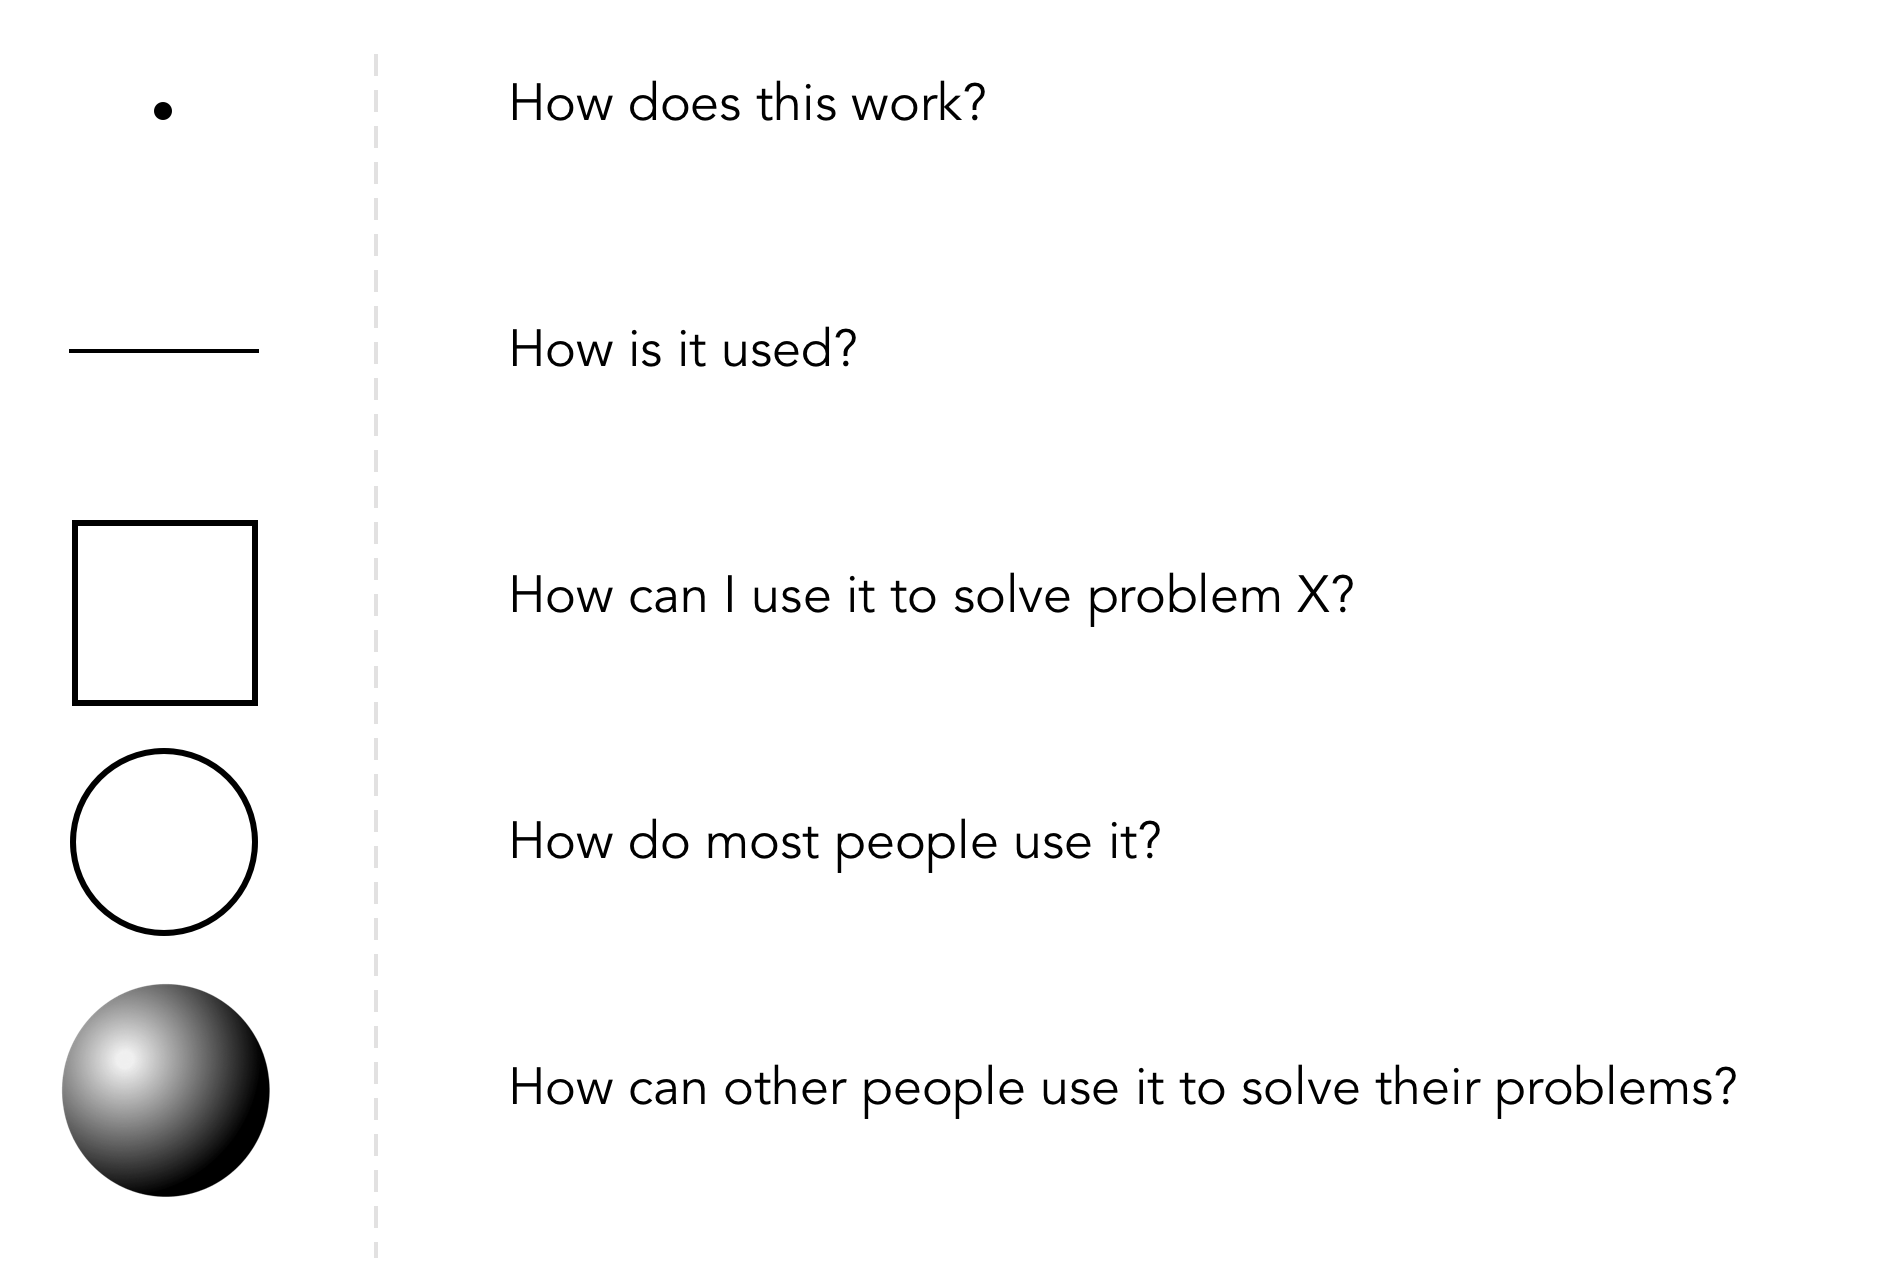 How does this work?
How is it used?
How can I use it to solve problem X?
How do most people use it?
How can other people use it to solve their problems?